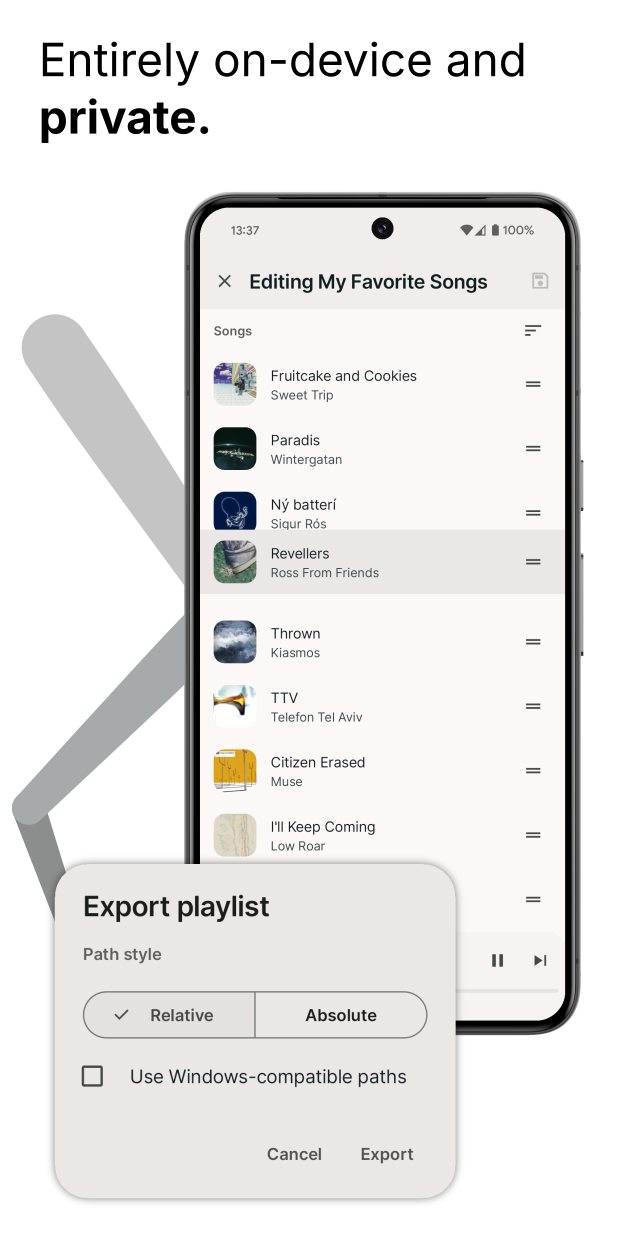 Entirely on-device and
private.
13:37
100%
Editing My Favorite Songs
Songs
Fruitcake and Cookies
Sweet Trip
Paradis
Wintergatan
Ný batterí
Sigur Rós
Revellers
Ross From Friends
Thrown
Kiasmos
TTV
Telefon Tel Aviv
Citizen Erased
Muse
I'll Keep Coming
Low Roar
Export playlist
Path style
Relative
Absolute
Use Windows-compatible paths
Cancel
Export